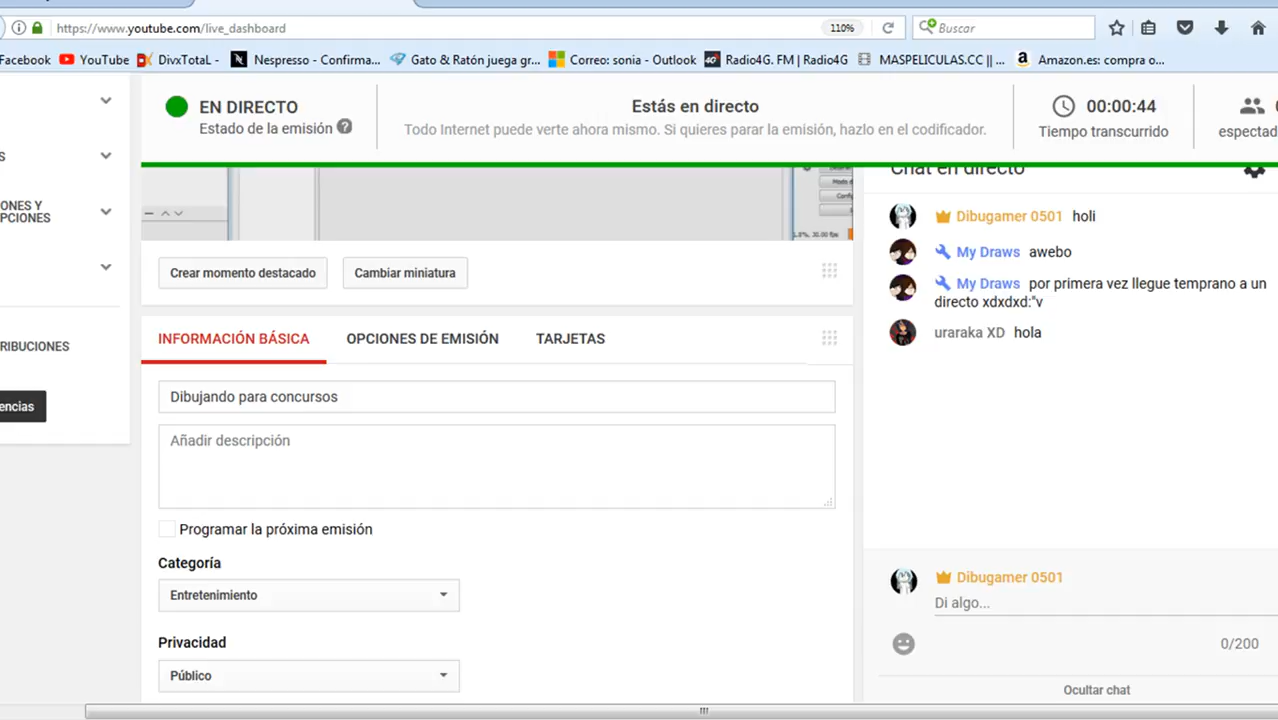 https://www.youtube.com/live_dashboard
110%
Buscar
Facebook
YouTube
DivxTotaL -
Nespresso - Confirma...
Gato & Ratón juega gr...
Correo: sonia - Outlook
Radio4G. FM | Radio4G
MASPELICULAS.CC || ...
Amazon.es: compra o...
EN DIRECTO
Estado de la emisión
Estás en directo
Todo Internet puede verte ahora mismo. Si quieres parar la emisión, hazlo en el codificador.
00:00:44
Tiempo transcurrido
espectad
S
ONES Y
PCIONES
RIBUCIONES
encias
30.00 fps
Crear momento destacado
Cambiar miniatura
INFORMACIÓN BÁSICA
OPCIONES DE EMISIÓN
TARJETAS
Dibujando para concursos
Añadir descripción
Programar la próxima emisión
Categoría
Entretenimiento
Privacidad
Público
Chat en directo
Dibugamer 0501 holi
My Draws awebo
My Draws por primera vez llegue temprano a un
directo xdxdxd:"v
uraraka XD hola
Dibugamer 0501
Di algo...
0/200
Ocultar chat